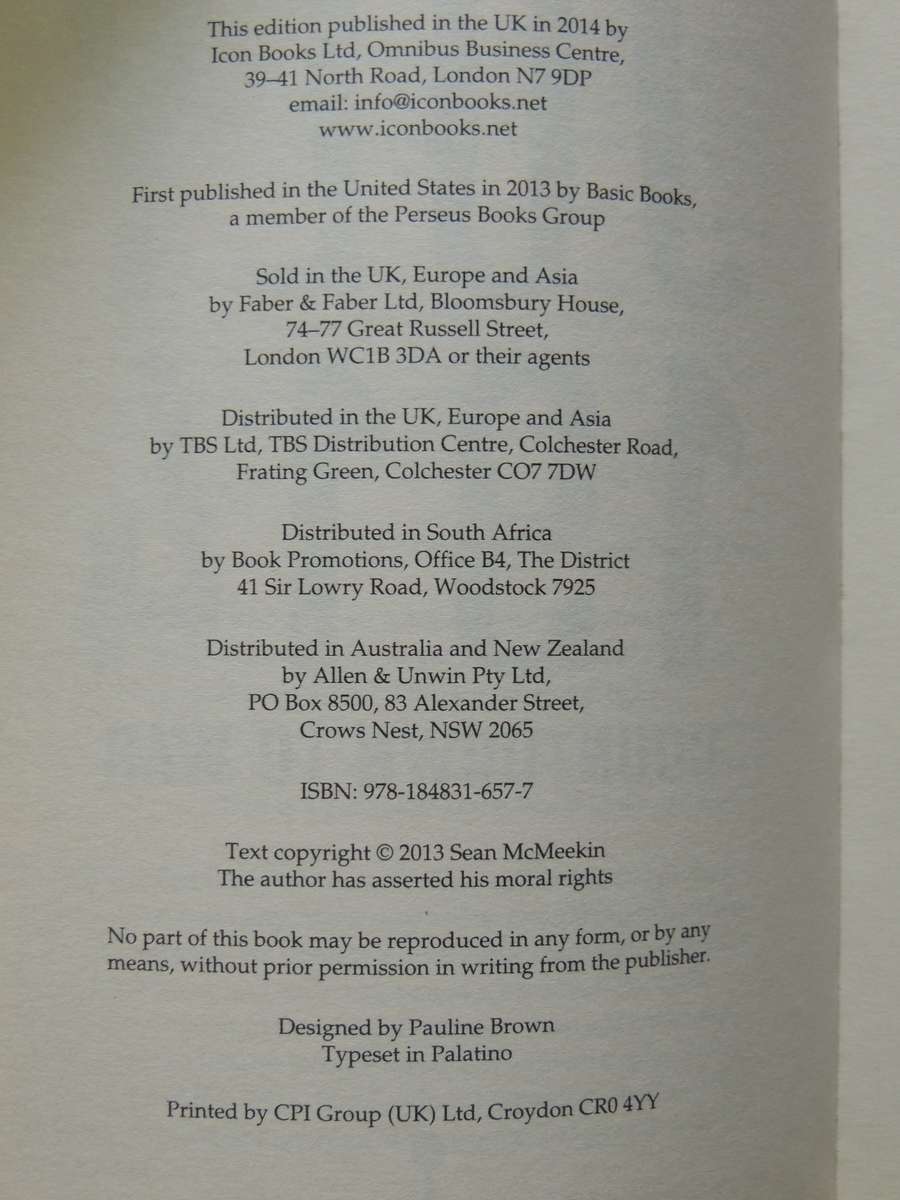 This edition published in the UK in 2014 by
Icon Books Ltd, Omnibus Business Centre,
39–41 North Road, London N7 9DP
email: info@iconbooks.net
www.iconbooks.net
First published in the United States in 2013 by Basic Books,
a member of the Perseus Books Group
Sold in the UK, Europe and Asia
by Faber & Faber Ltd, Bloomsbury House,
74–77 Great Russell Street,
London WC1B 3DA or their agents
Distributed in the UK, Europe and Asia
by TBS Ltd, TBS Distribution Centre, Colchester Road,
Frating Green, Colchester CO7 7DW
Distributed in South Africa
by Book Promotions, Office B4, The District
41 Sir Lowry Road, Woodstock 7925
Distributed in Australia and New Zealand
by Allen & Unwin Pty Ltd,
PO Box 8500, 83 Alexander Street,
Crows Nest, NSW 2065
ISBN: 978-184831-657-7
Text copyright © 2013 Sean McMeekin
The author has asserted his moral rights
No part of this book may be reproduced in any form, or by any
means, without prior permission in writing from the publisher.
Designed by Pauline Brown
Typeset in Palatino
Printed by CPI Group (UK) Ltd, Croydon CR0 4YY